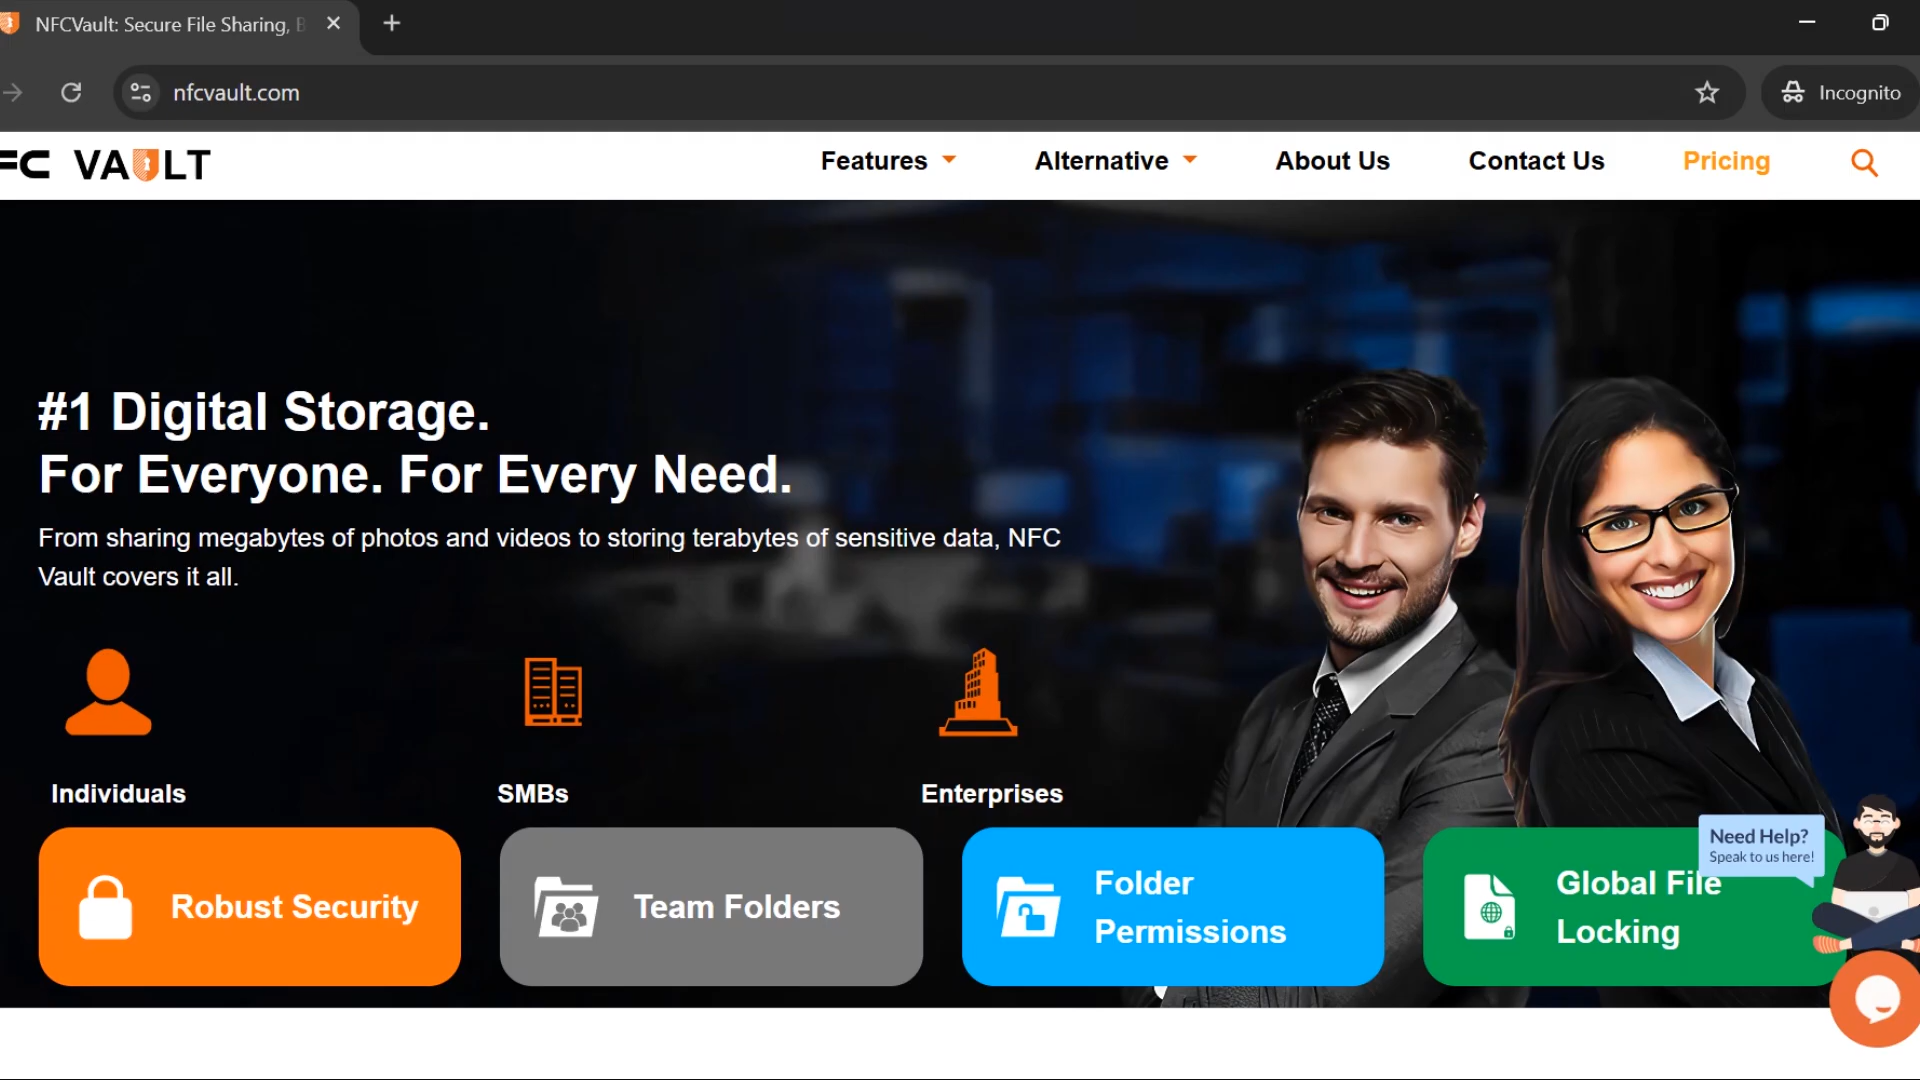 NFCVault: Secure File Sharing,
nfcvault.com
Incognito
FC VAULT
Features
Alternative
About Us
Contact Us
Pricing
#1 Digital Storage.
For Everyone. For Every Need.
From sharing megabytes of photos and videos to storing terabytes of sensitive data, NFC
Vault covers it all.
Individuals
SMBs
Enterprises
Robust Security
Team Folders
Folder
Permissions
Global File
Locking
Need Help?
Speak to us here!